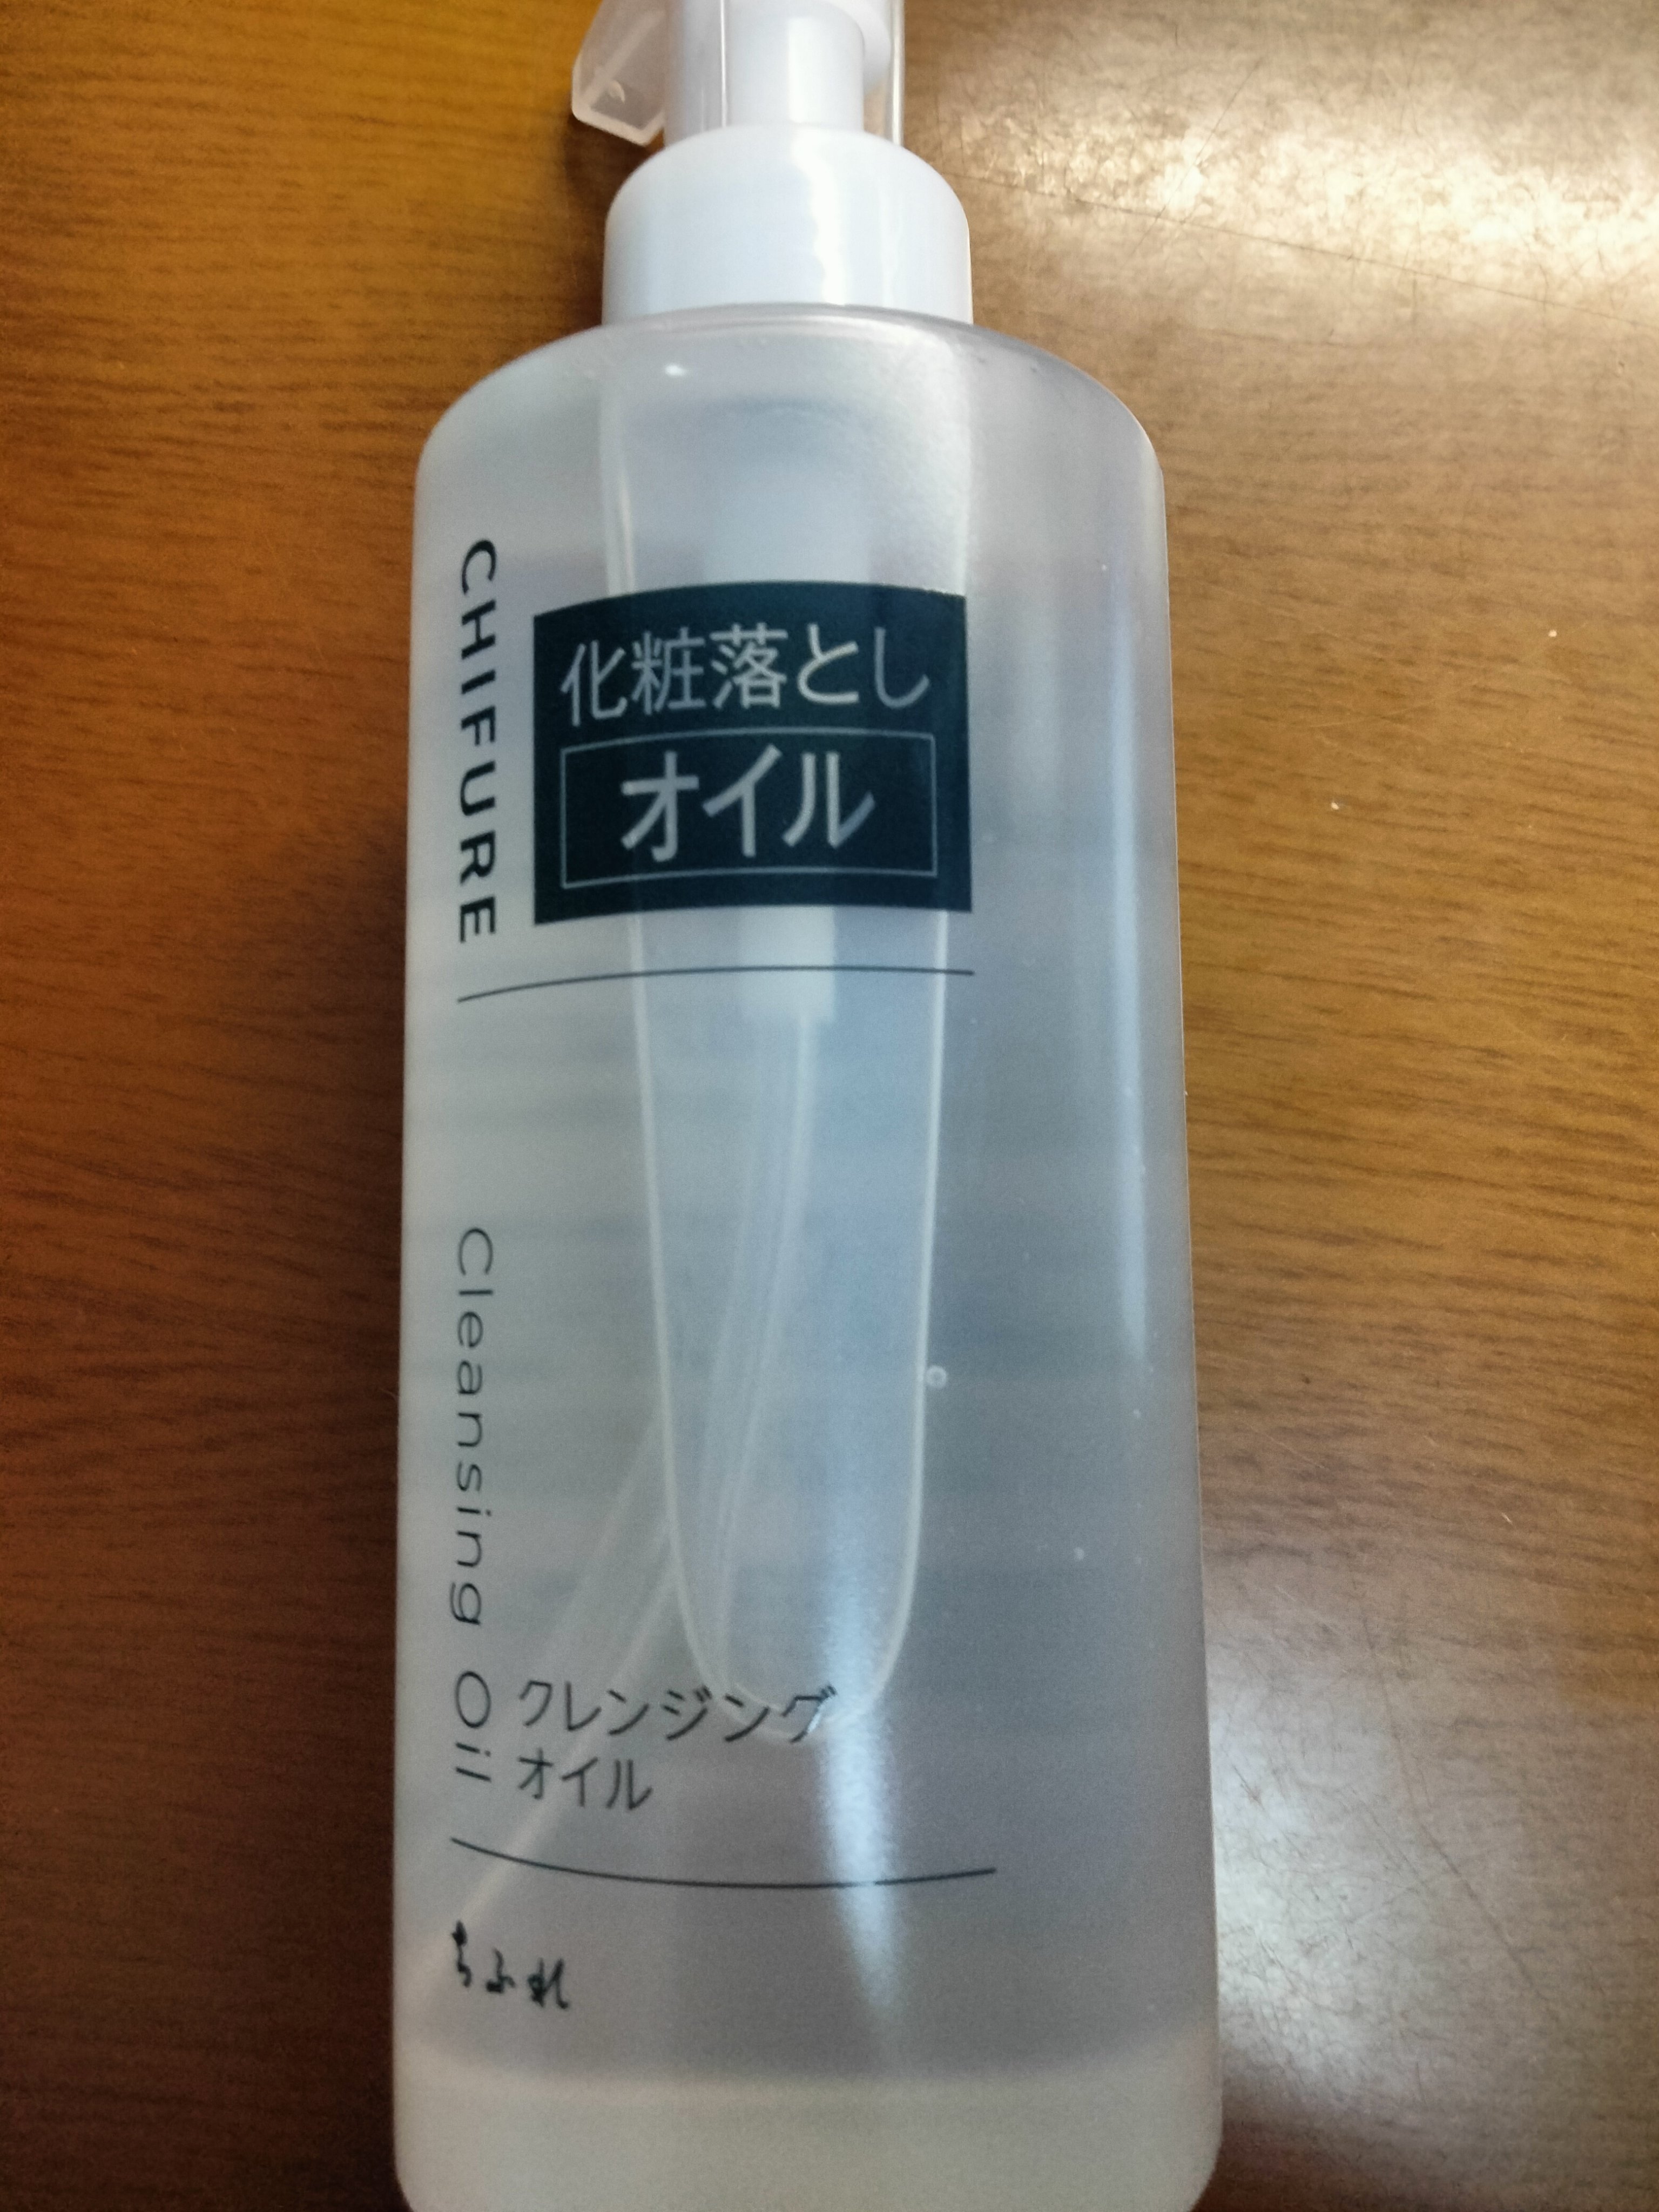 CHIFURE
化粧落とし
オイル
Cleansing Oil
クレンジング
オイル
ちふれ